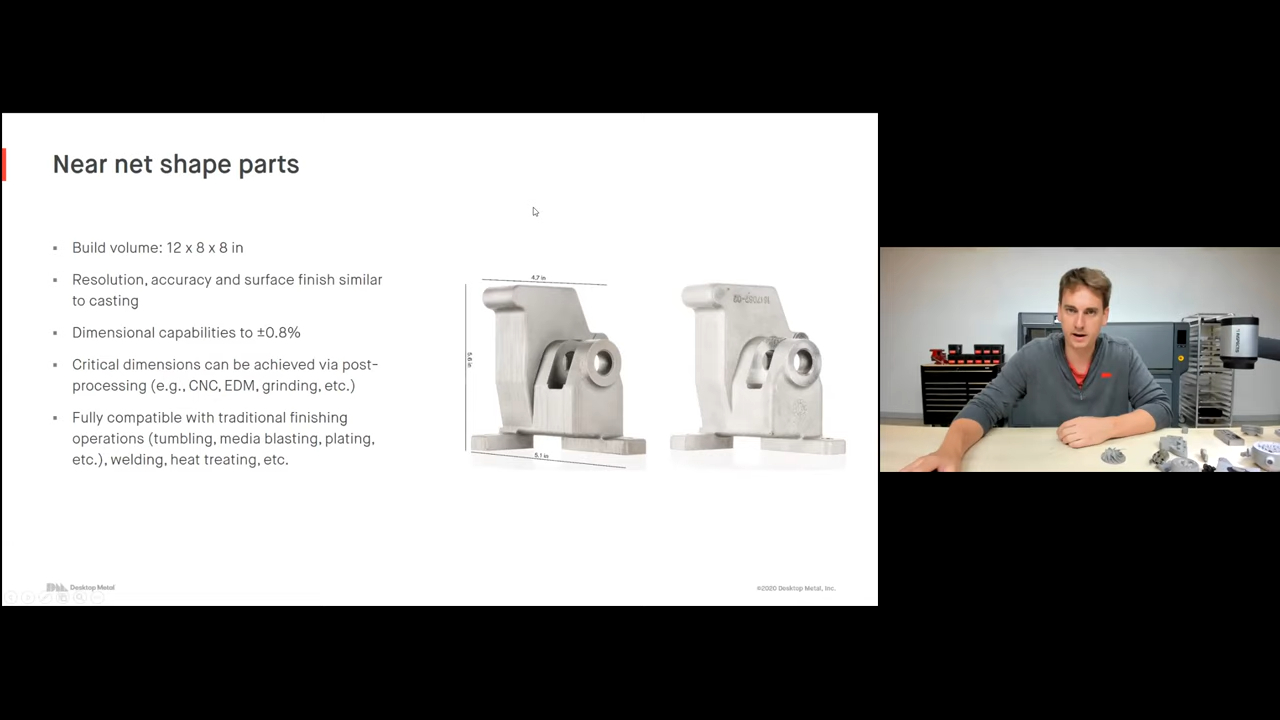 Near net shape parts
Build volume: 12 x 8 x 8 in
Resolution, accuracy and surface finish similar
to casting
Dimensional capabilities to ±0.8%
Critical dimensions can be achieved via post-
processing (e.g., CNC, EDM, grinding, etc.)
Fully compatible with traditional finishing
operations (tumbling, media blasting, plating,
etc.), welding, heat treating, etc.
4.7 in
5.6 in
5.1 in
Desktop Metal
©2020 Desktop Metal, Inc.